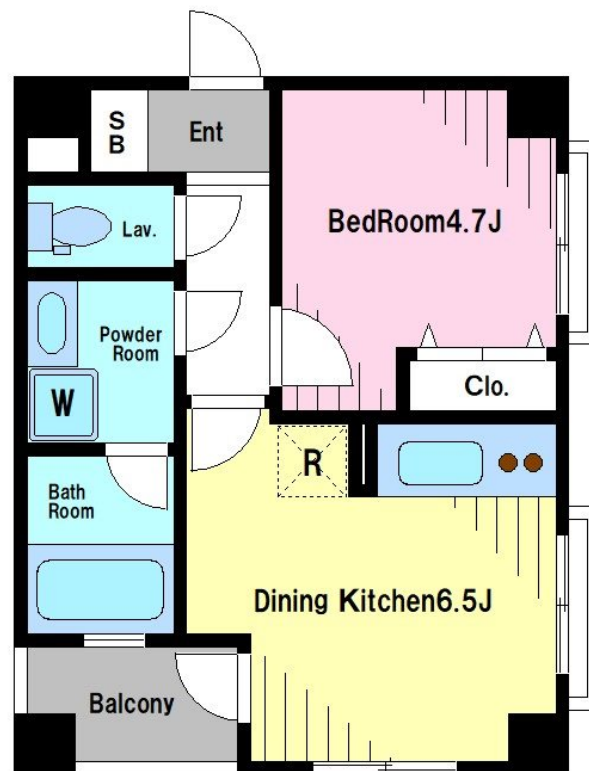 S
B
Ent
BedRoom4.7J
Lav.
Powder
Room
W
Clo.
R
Bath
Room
Dining Kitchen6.5J
Balcony